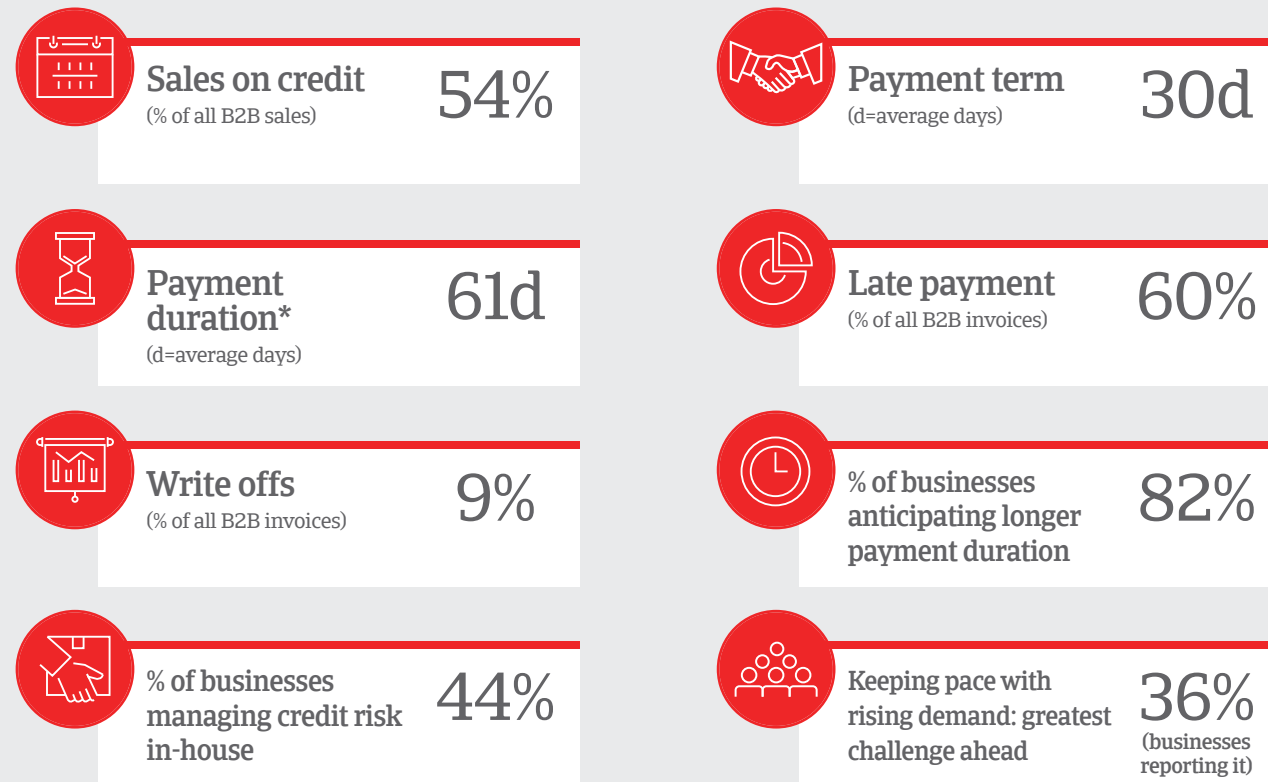 Sales on credit
(% of all B2B sales)
54%
Payment term
(d=average days)
30d
Payment
duration*
(d=average days)
61d
Late payment
(% of all B2B invoices)
60%
Write offs
(% of all B2B invoices)
9%
% of businesses
anticipating longer
payment duration
82%
% of businesses
managing credit risk
in-house
44%
Keeping pace with
rising demand: greatest
challenge ahead
36%
(businesses
reporting it)